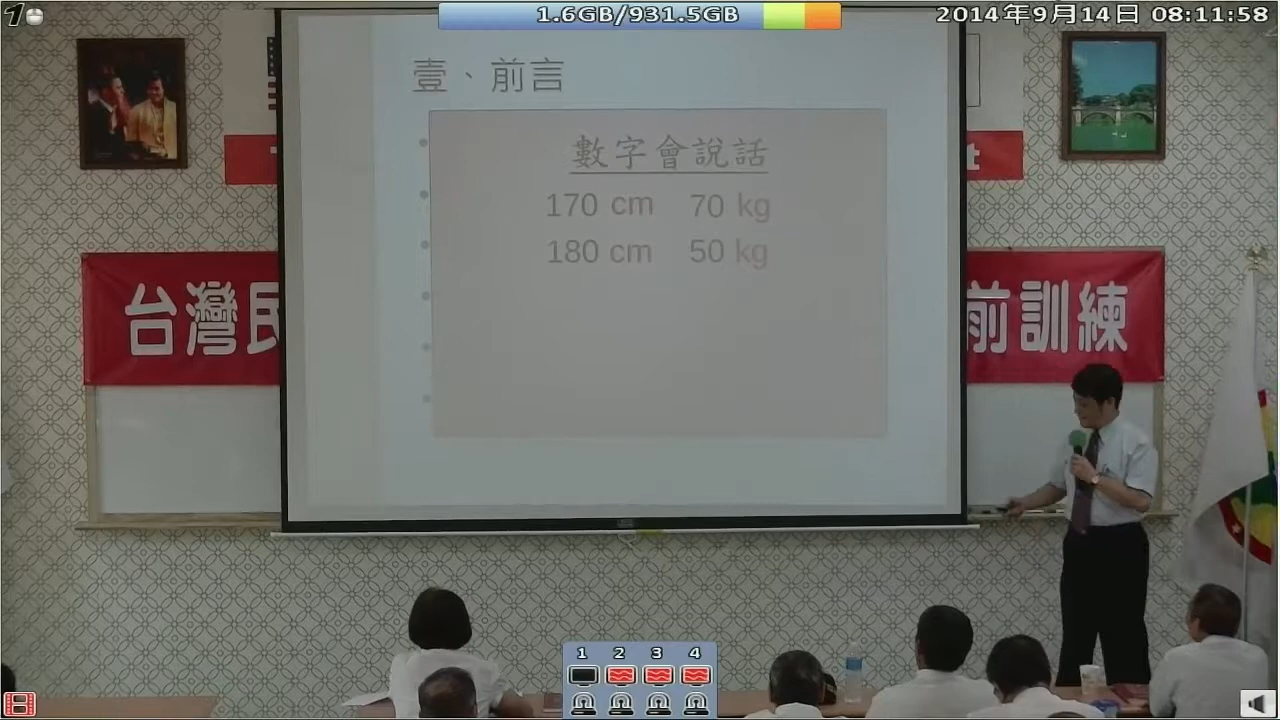 1
1.6GB/931.5GB
2014年9月14日 08:11:58
壹、前言
數字會說話
170 cm 70 kg
180 cm 50 kg
t
台灣民
前訓練
1 2 3 4